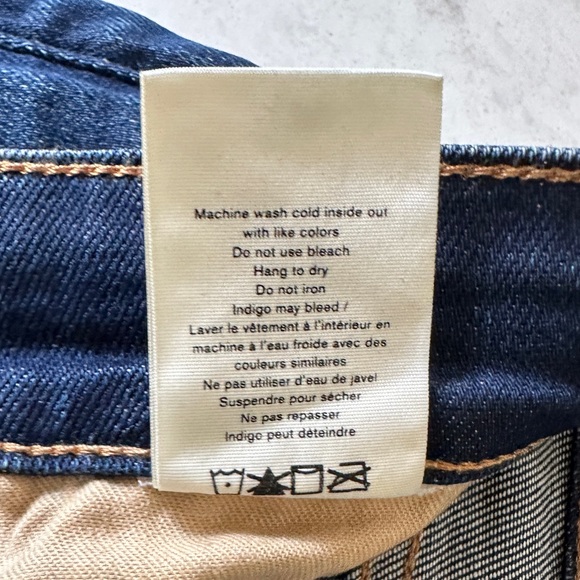 Machine wash cold inside out
with like colors
Do not use bleach
Hang to dry
Do not iron
Indigo may bleed /
Laver le vêtement à l'intérieur en
machine à l'eau froide avec des
couleurs similaires
Ne pas utiliser d'eau de javel
Suspendre pour sécher
Ne pas repasser
Indigo peut déteindre